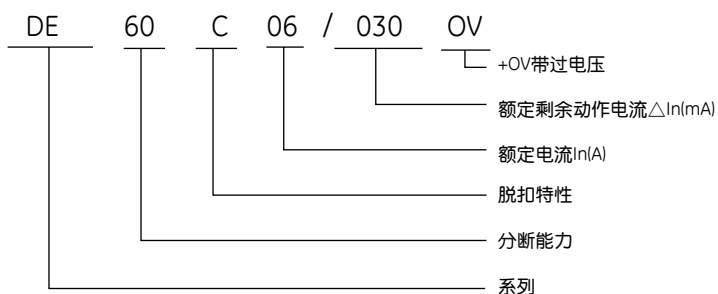 DE 60 C 06 / 030 OV
+OV带过电压
额定剩余动作电流△In(mA)
额定电流In(A)
脱扣特性
分断能力
系列